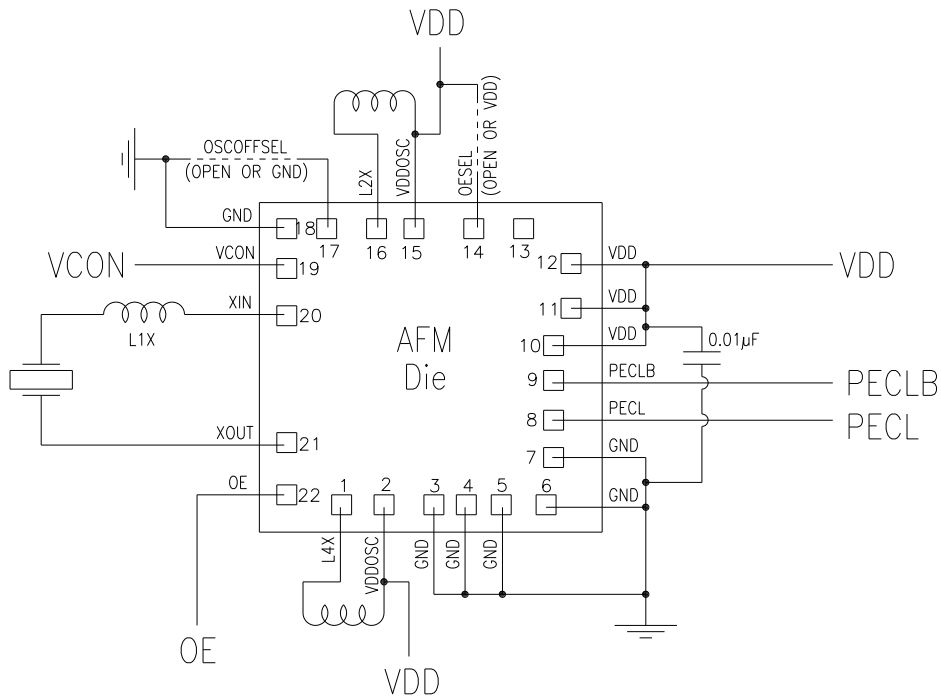 VDD
OSCOFFSEL
(OPEN OR GND)
L2X
VDDOSC
OESEL
(OPEN OR VDD)
GND
18
17
16
15
14
13
VCON
VCON
19
12
VDD
VDD
XIN
20
11
VDD
L1X
10
VDD
0.01µF
AFM
Die
9
PECLB
PECLB
8
PECL
PECL
XOUT
21
7
GND
OE
22
1
2
3
4
5
6
GND
L4X
VDDOSC
GND
GND
GND
OE
VDD